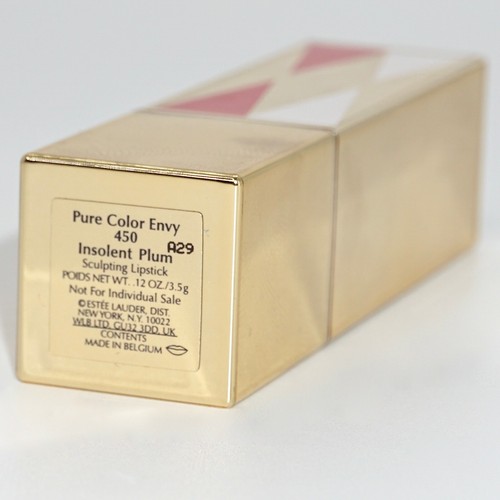 Pure Color Envy
450
A29
Insolent Plum
Sculpting Lipstick
POIDS NET WT. .12 OZ./3.5g
Not For Individual Sale
©ESTÉE LAUDER, DIST.
NEW YORK, N.Y. 10022
WLB LTD. GU32 3DD, UK
CONTENTS
MADE IN BELGIUM